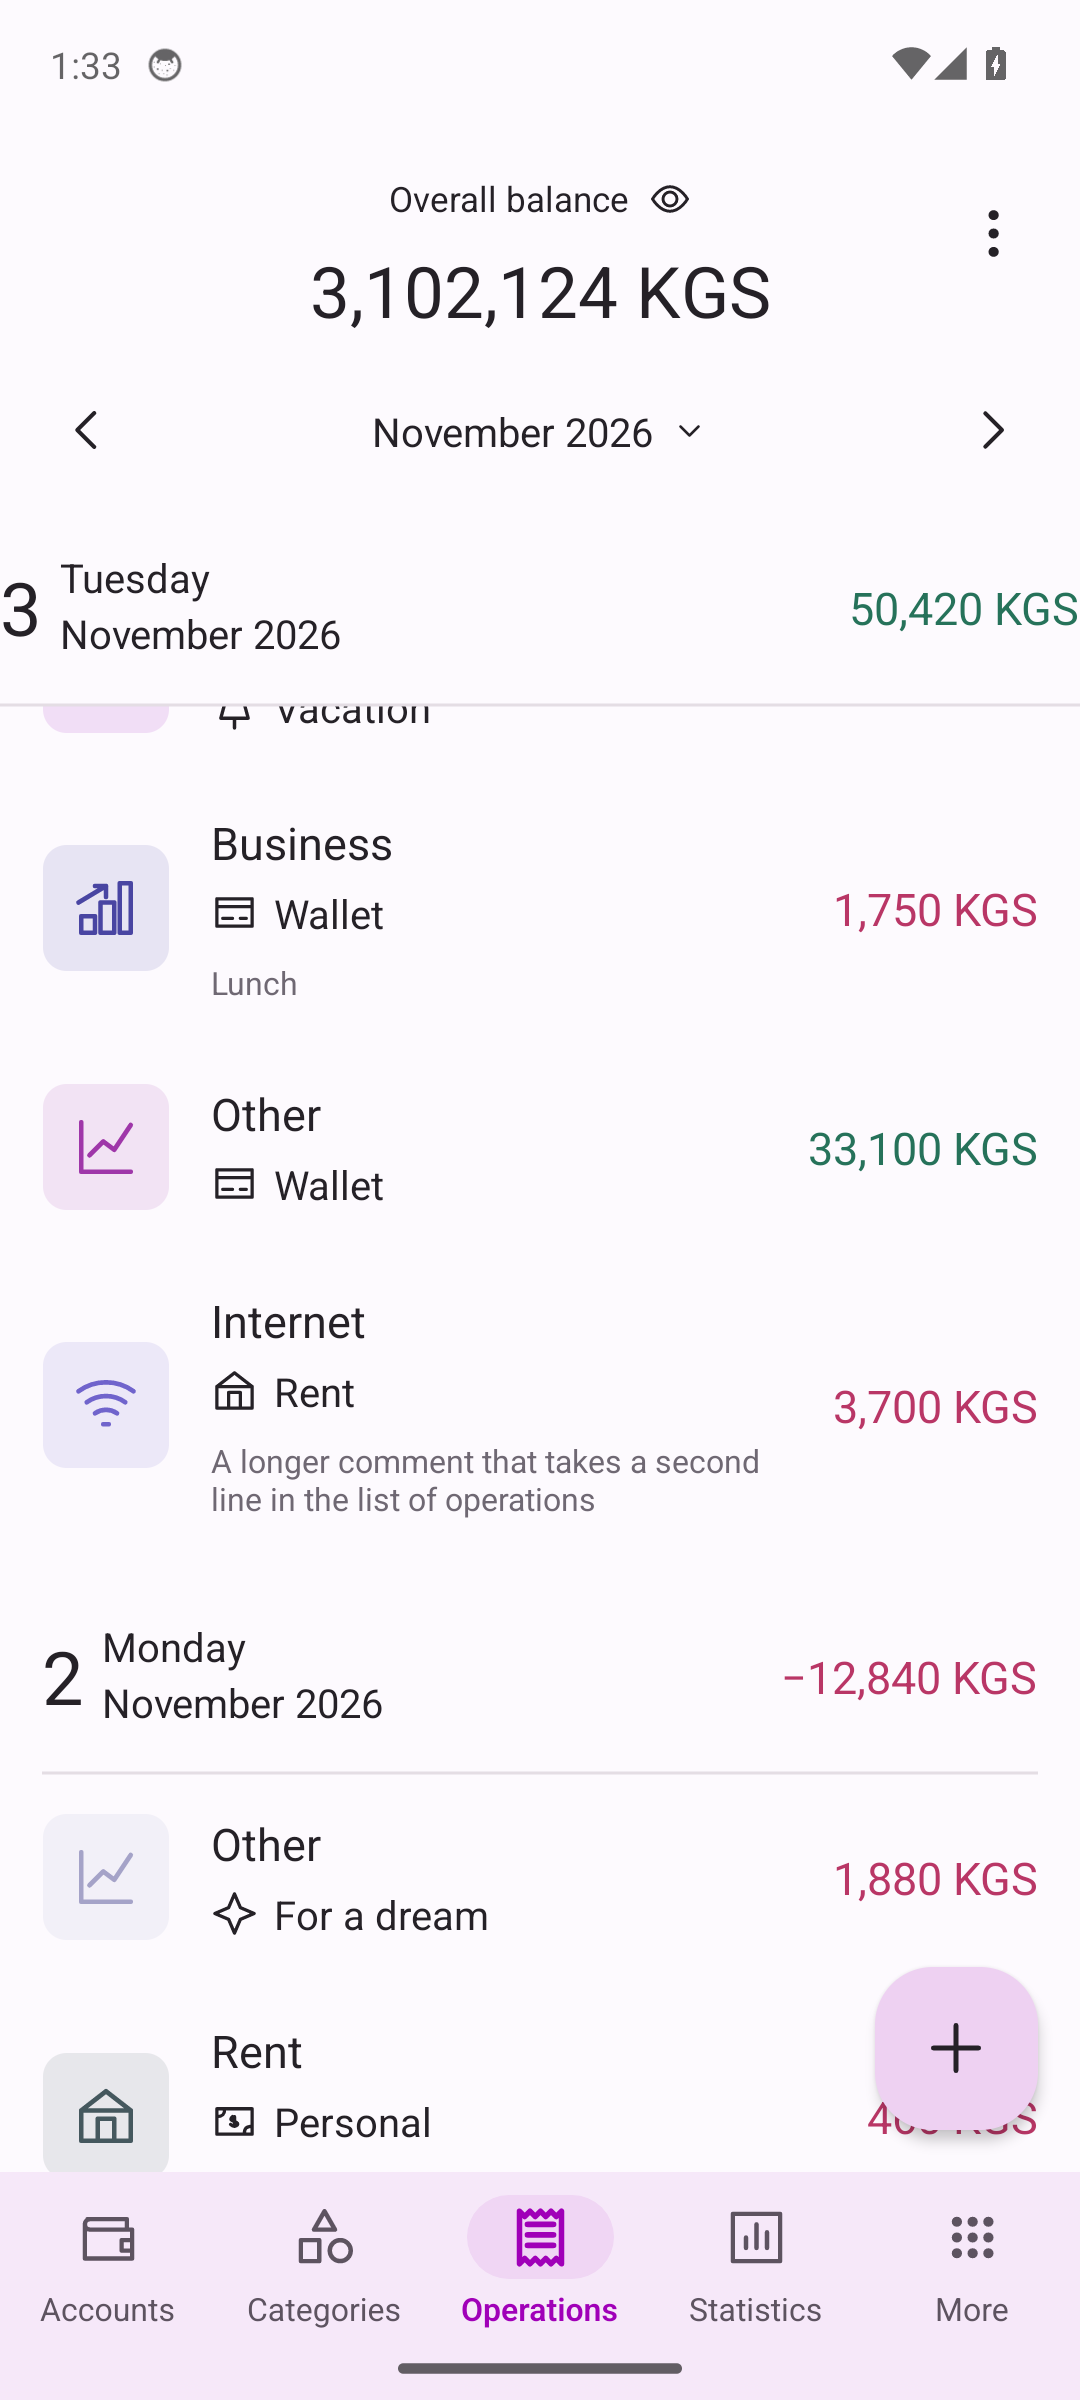 1:33
Overall balance
3,102,124 KGS
November 2026
3
Tuesday
November 2026
50,420 KGS
Vacation
Business
Wallet
1,750 KGS
Lunch
Other
Wallet
33,100 KGS
Internet
Rent
3,700 KGS
A longer comment that takes a second
line in the list of operations
2
Monday
November 2026
−12,840 KGS
Other
For a dream
1,880 KGS
Rent
Personal
KGS
Accounts
Categories
Operations
Statistics
More